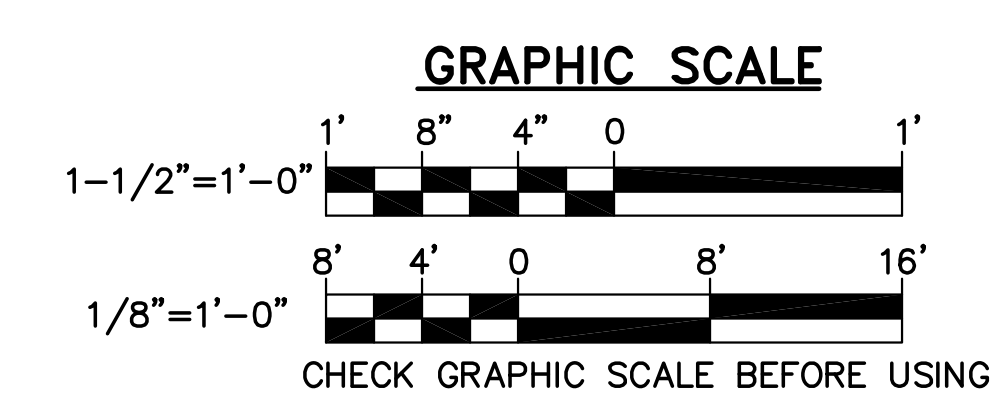 GRAPHIC SCALE
1' 8" 4" 0 1'
1-1/2"=1'-0"
8' 4' 0 8' 16'
1/8"=1'-0"
CHECK GRAPHIC SCALE BEFORE USING